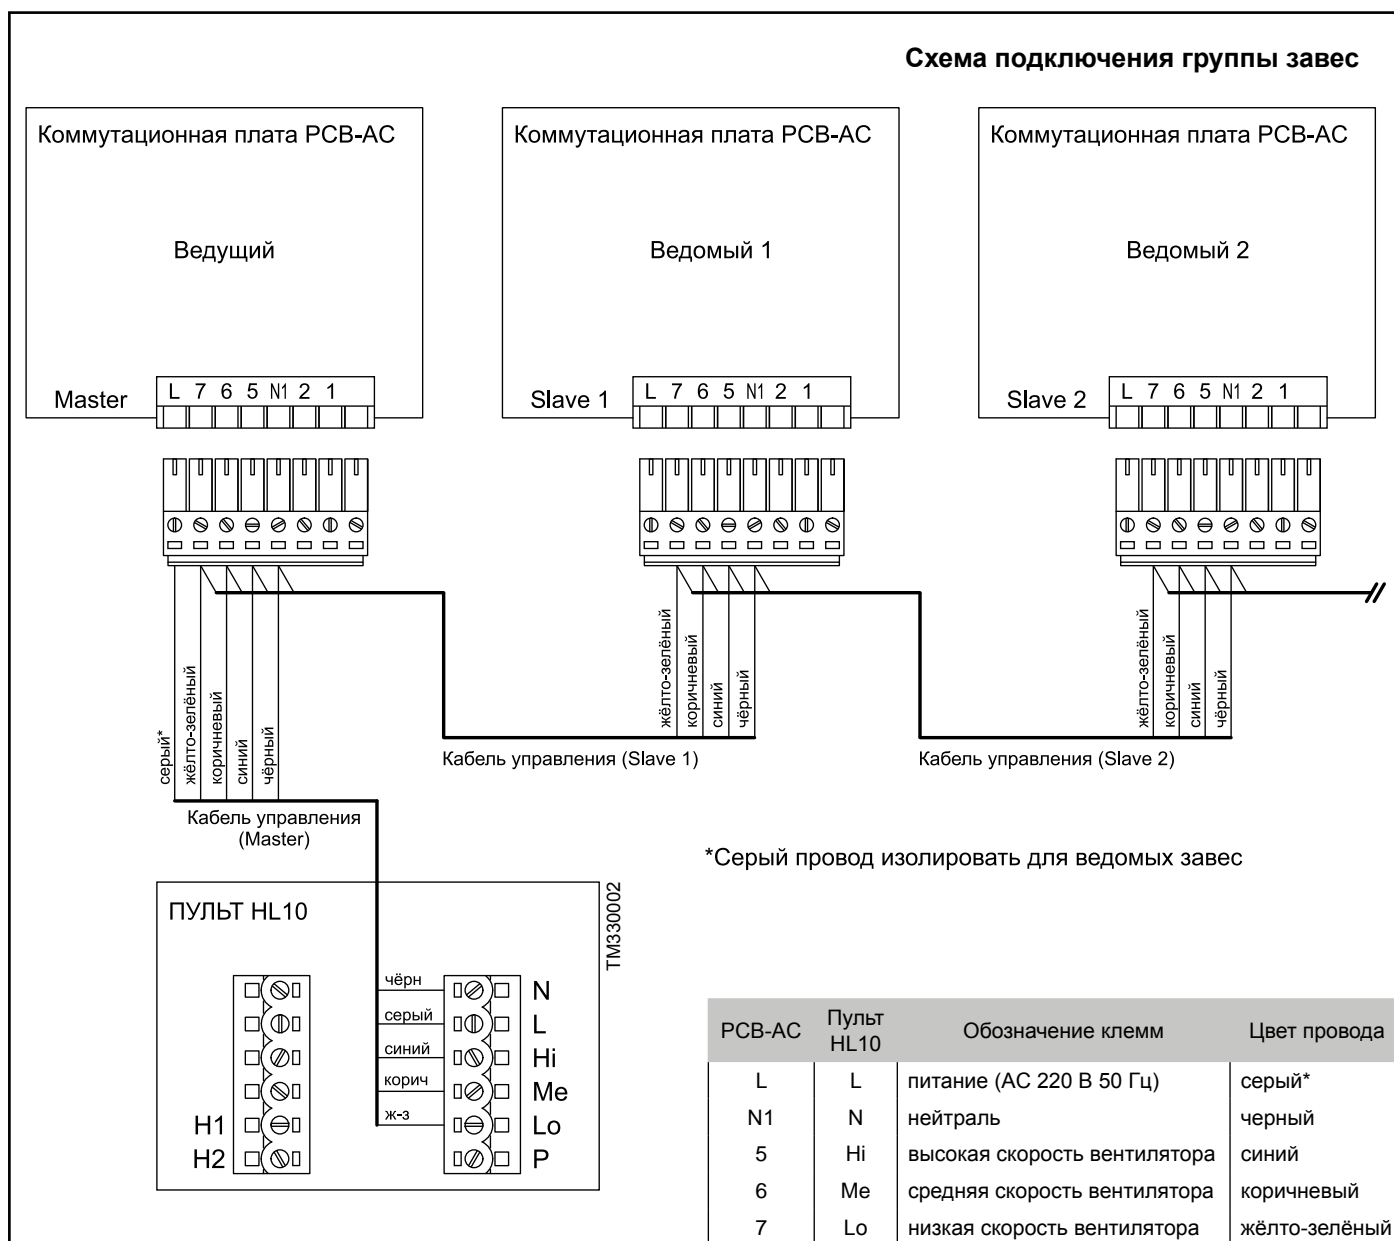 Схема подключения группы завес
Коммутационная плата PCB-AC
Ведущий
Master
L 7 6 5 N1 2 1
Коммутационная плата PCB-AC
Ведомый 1
Slave 1
L 7 6 5 N1 2 1
Коммутационная плата PCB-AC
Ведомый 2
Slave 2
L 7 6 5 N1 2 1
серый*
жёлто-зелёный
коричневый
синий
чёрный
жёлто-зелёный
коричневый
синий
чёрный
жёлто-зелёный
коричневый
синий
чёрный
Кабель управления (Slave 1)
Кабель управления (Slave 2)
Кабель управления
(Master)
*Серый провод изолировать для ведомых завес
ПУЛЬТ HL10
TM330002
H1
H2
чёрн
серый
синий
корич
ж-з
N
L
Hi
Me
Lo
P
PCB-AC Пульт HL10 Обозначение клемм Цвет провода
L L питание (АС 220 В 50 Гц) серый*
N1 N нейтраль черный
5 Hi высокая скорость вентилятора синий
6 Me средняя скорость вентилятора коричневый
7 Lo низкая скорость вентилятора жёлто-зелёный